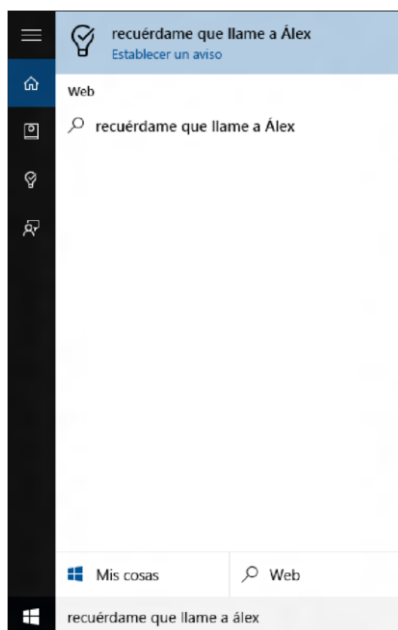 recuérdame que llame a Álex
Establecer un aviso
Web
recuérdame que llame a Álex
Mis cosas
Web
recuérdame que llame a álex